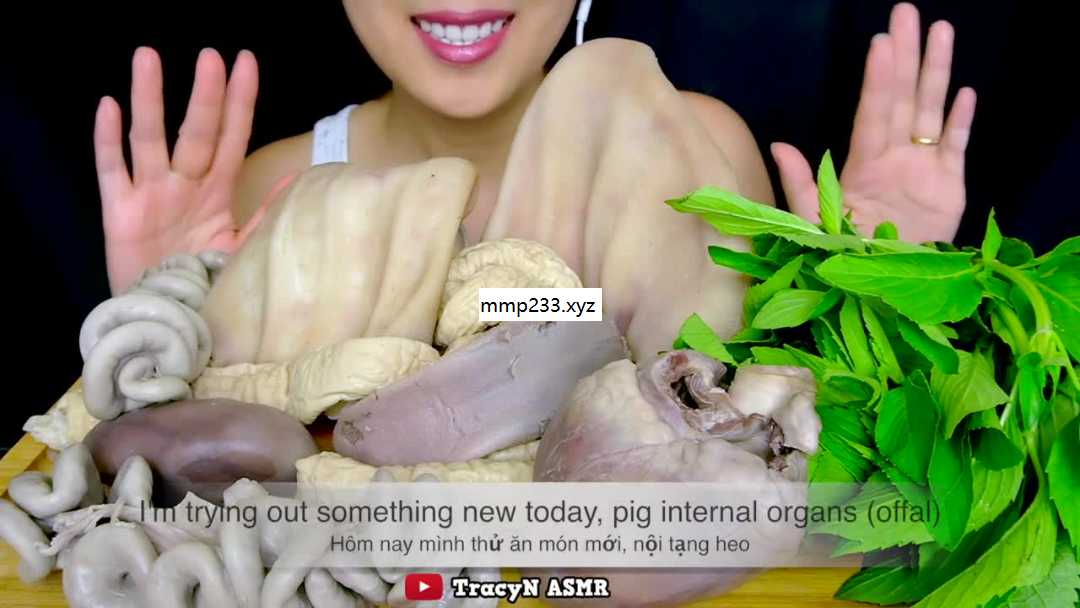 mmp233.xyz
I'm trying out something new today, pig internal organs (offal)
Hôm nay mình thử ăn món mới, nội tạng heo
TracyN ASMR